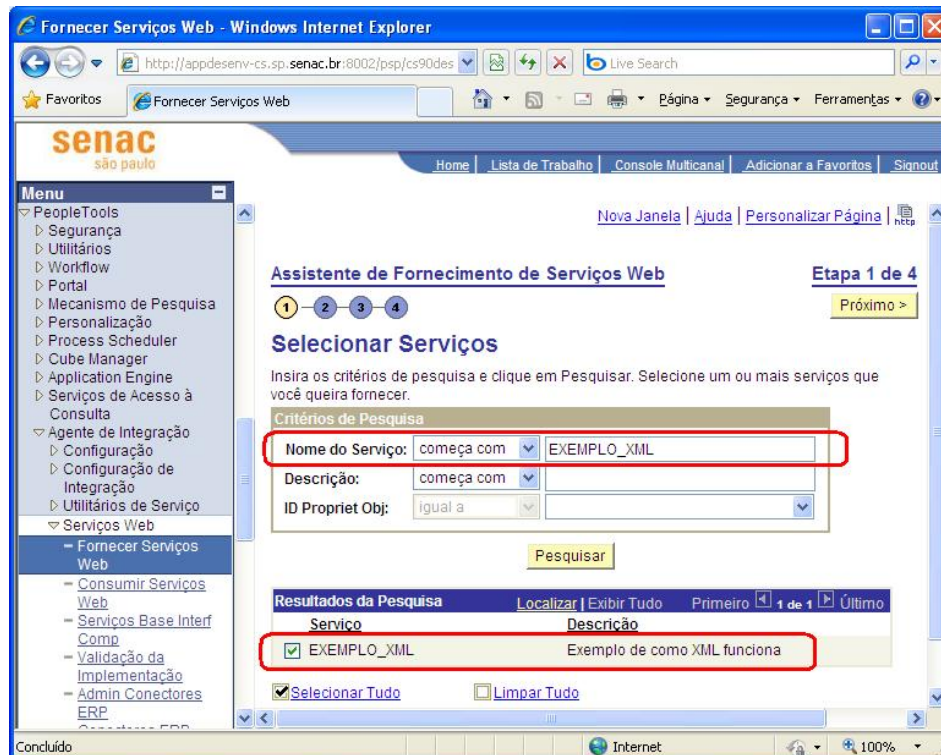 Fornecer Serviços Web - Windows Internet Explorer
http://appdesenv-cs.sp.senac.br:8002/psp/cs90des
Live Search
Favoritos
Fornecer Serviços Web
Página
Segurança
Ferramentas
senac
são paulo
Home | Lista de Trabalho | Console Multicanal | Adicionar a Favoritos | Signout
Menu
PeopleTools
Segurança
Utilitários
Workflow
Portal
Mecanismo de Pesquisa
Personalização
Process Scheduler
Cube Manager
Application Engine
Serviços de Acesso à
Consulta
Agente de Integração
Configuração
Configuração de
Integração
Utilitários de Serviço
Serviços Web
Fornecer Serviços
Web
Consumir Serviços
Web
Serviços Base Interf
Comp
Validação da
Implementação
Admin Conectores
ERP
Nova Janela | Ajuda | Personalizar Página | http
Assistente de Fornecimento de Serviços Web
Etapa 1 de 4
1 2 3 4
Próximo >
Selecionar Serviços
Insira os critérios de pesquisa e clique em Pesquisar. Selecione um ou mais serviços que
você queira fornecer.
Critérios de Pesquisa
Nome do Serviço: começa com EXEMPLO_XML
Descrição: começa com
ID Propriet Obj: igual a
Pesquisar
Resultados da Pesquisa Localizar | Exibir Tudo Primeiro 1 de 1 Último
Serviço Descrição
EXEMPLO_XML Exemplo de como XML funciona
Selecionar Tudo Limpar Tudo
Concluído
Internet
100%